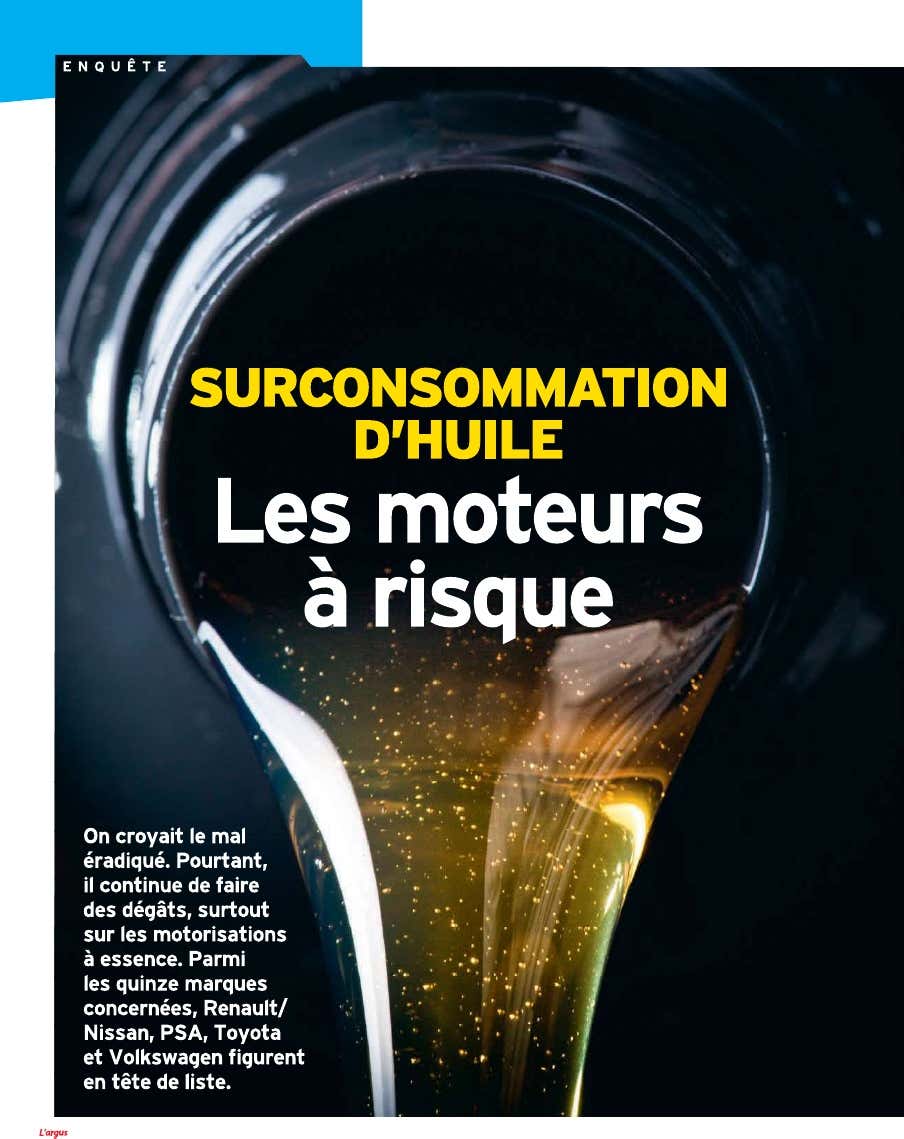 ENQUÊTE
SURCONSOMMATION
D'HUILE
Les moteurs
à risque
On croyait le mal
éradiqué. Pourtant,
il continue de faire
des dégâts, surtout
sur les motorisations
à essence. Parmi
les quinze marques
concernées, Renault/
Nissan, PSA, Toyota
et Volkswagen figurent
en tête de liste.
L'argus